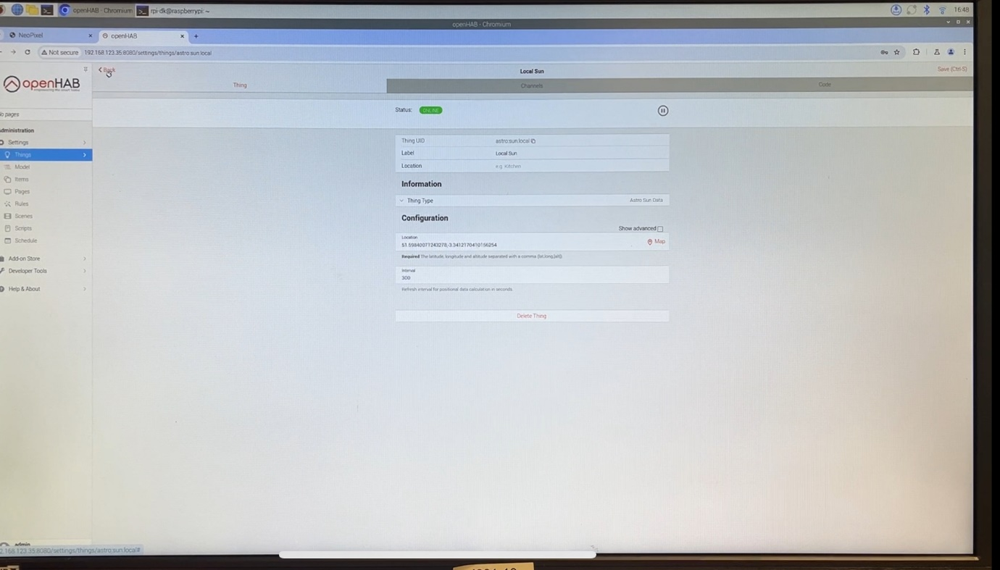 openHAB - Chromium
rpi-dk@raspberrypi: ~
16:48
openHAB - Chromium
NeoPixel
openHAB
Not secure
192.168.123.35:8080/settings/things/astro:sun:local
openHAB
Back
Local Sun
Save (Ctrl-S)
Thing
Channels
Code
o pages
Status:
ONLINE
dministration
Settings
Things
Model
Items
Pages
Rules
Scenes
Scripts
Schedule
Add-on Store
Developer Tools
Help & About
Thing UID
astro:sun:local
Label
Local Sun
Location
e.g. Kitchen
Information
Thing Type
Astro Sun Data
Configuration
Show advanced
Location
Map
Required The latitude, longitude and altitude separated with a comma (lat,long,[alt])
Interval
300
Refresh interval for positional data calculation in seconds.
Delete Thing
admin
2.168.123.35:8080/settings/things/astro:sun:local#